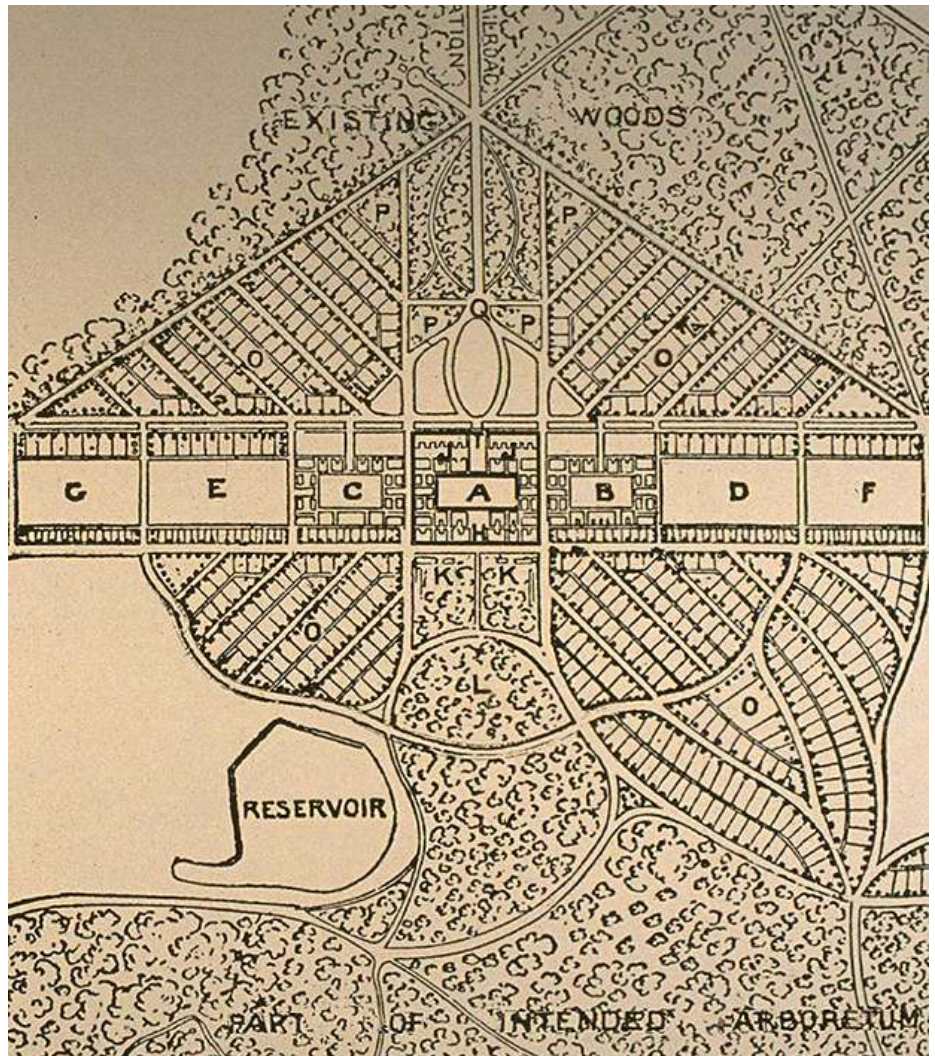 EXISTING WOODS
P P
P Q P
O O
G E C A B D F
K K
L
O
O
RESERVOIR
PART OF INTENDED ARBORETUM